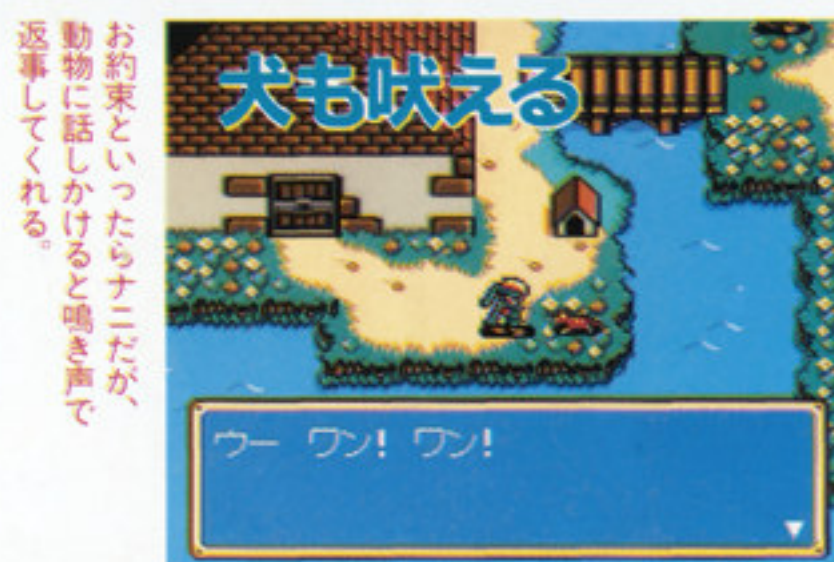 お約束といったらナニだが、
動物に話しかけると鳴き声で
返事してくれる。
犬も吠える
ウー ワン! ワン!